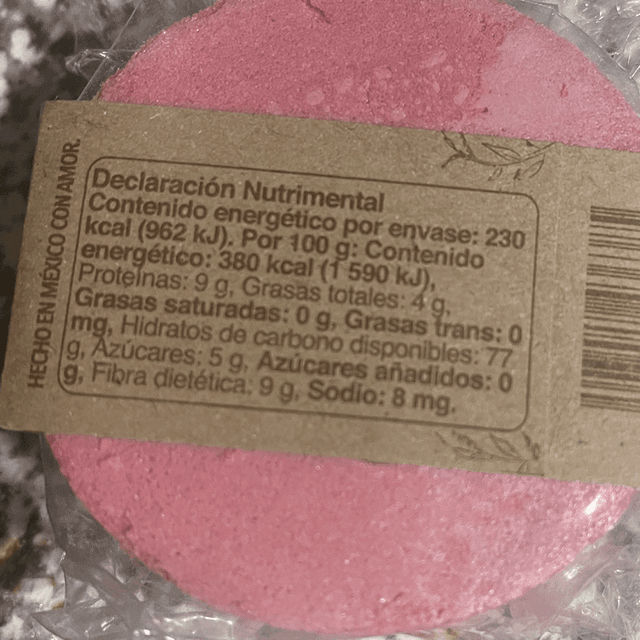 HECHO EN MÉXICO CON AMOR.
Declaración Nutrimental
Contenido energético por envase: 230
kcal (962 kJ). Por 100 g: Contenido
energético: 380 kcal (1 590 kJ),
Proteínas: 9 g, Grasas totales: 4 g,
Grasas saturadas: 0 g, Grasas trans: 0
mg, Hidratos de carbono disponibles: 77
g, Azúcares: 5 g, Azúcares añadidos: 0
g, Fibra dietética: 9 g, Sodio: 8 mg.